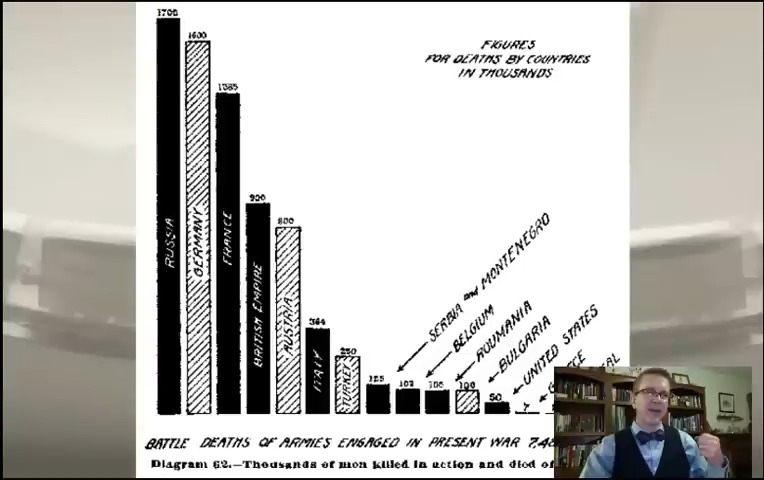 FIGURES
FOR DEATHS BY COUNTRIES
IN THOUSANDS
1700
1600
1385
900
800
364
250
125
102
100
100
50
7
RUSSIA
GERMANY
FRANCE
BRITISH EMPIRE
AUSTRIA
ITALY
TURKEY
SERBIA and MONTENEGRO
BELGIUM
ROUMANIA
BULGARIA
UNITED STATES
BATTLE DEATHS OF ARMIES ENGAGED IN PRESENT WAR
Diagram 62.—Thousands of men killed in action and died of